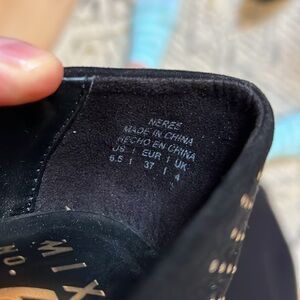 NEREE
MADE IN CHINA
HECHO EN CHINA
US | EUR | UK
6.5 | 37 | 4
MIX
NO.